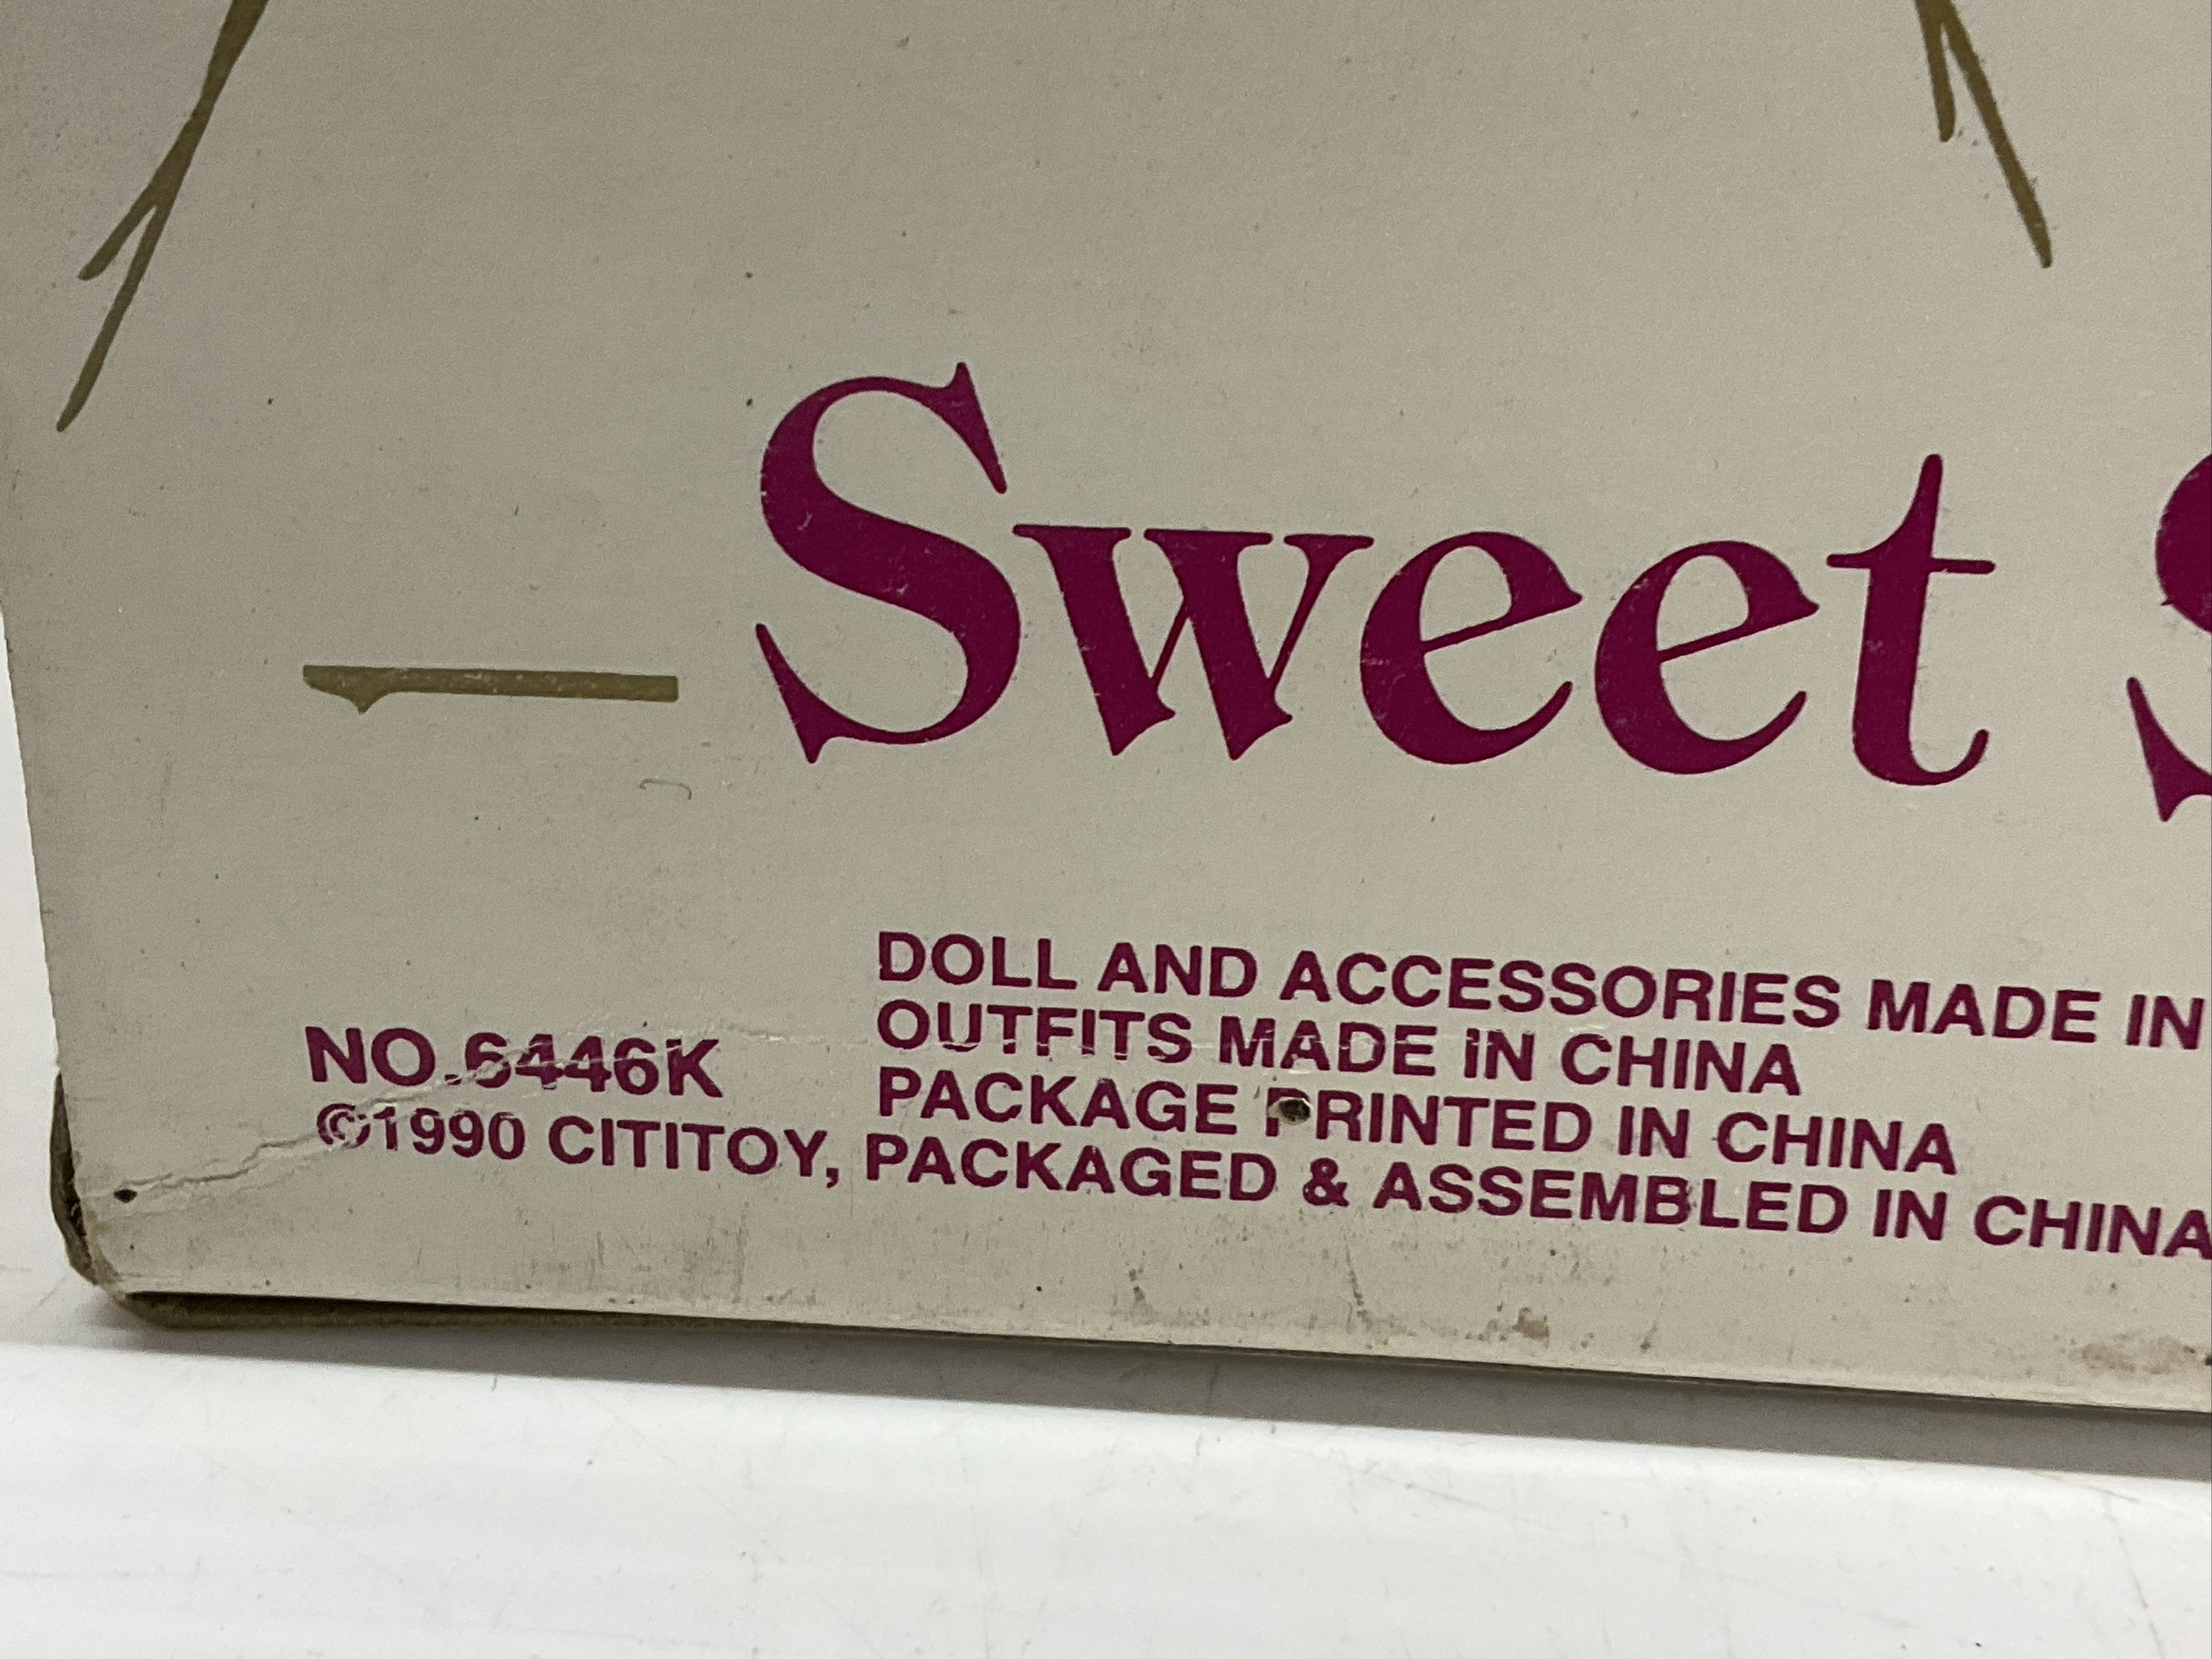 Sweet S
DOLL AND ACCESSORIES MADE IN
OUTFITS MADE IN CHINA
NO.6446K
PACKAGE PRINTED IN CHINA
©1990 CITITOY, PACKAGED & ASSEMBLED IN CHINA